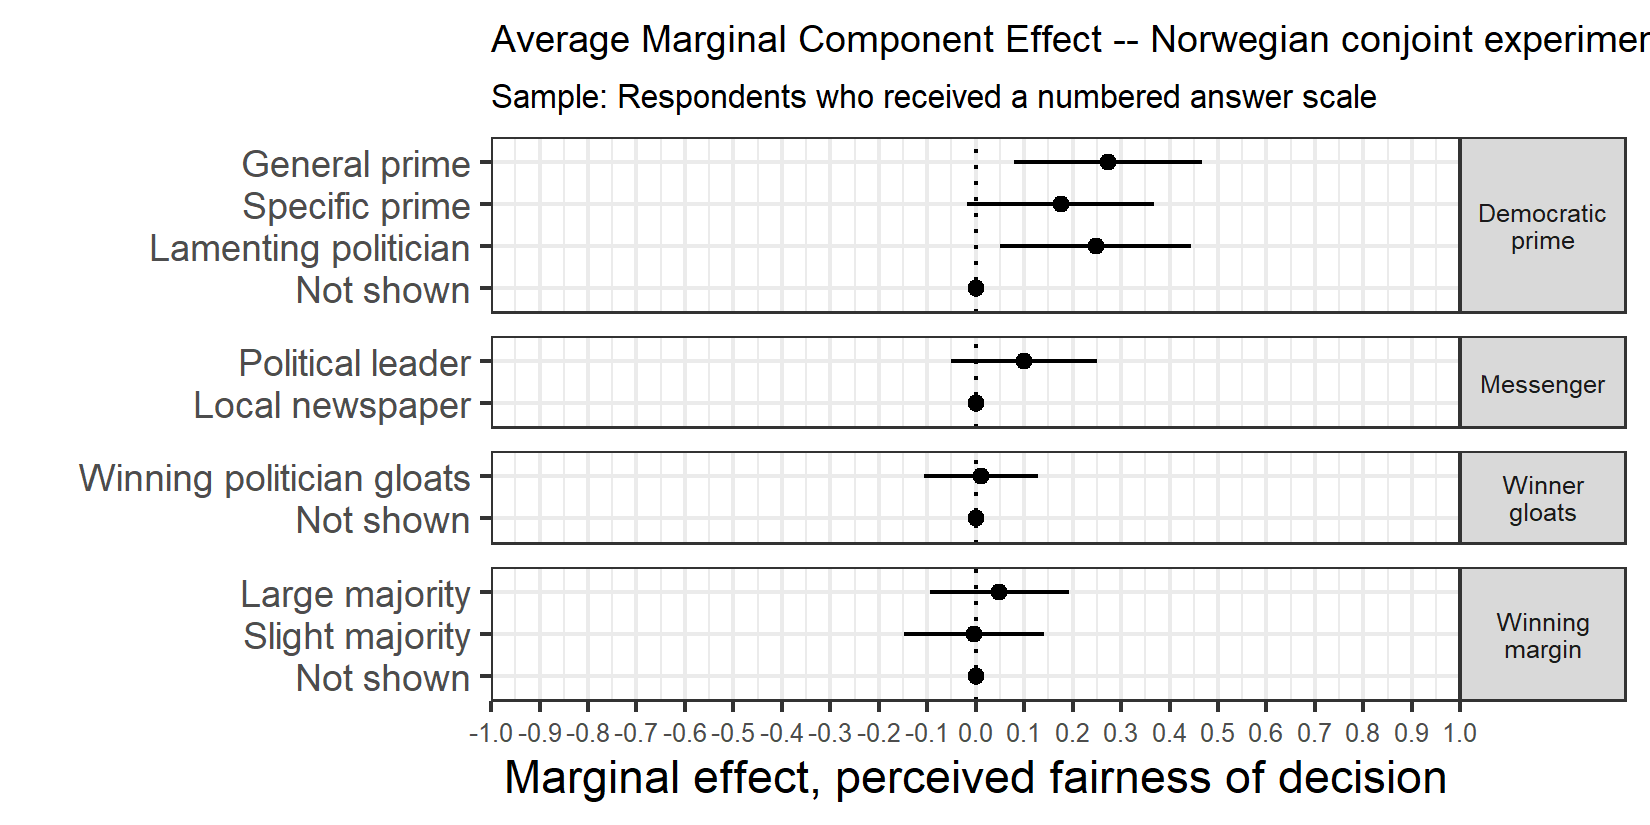 Average Marginal Component Effect -- Norwegian conjoint
Sample: Respondents who received a numbered answer scale
General prime
Specific prime
Lamenting politician
Not shown
Democratic
prime
Political leader
Local newspaper
Messenger
Winning politician gloats
Not shown
Winner
gloats
Large majority
Slight majority
Not shown
Winning
margin
-1.0 -0.9 -0.8 -0.7 -0.6 -0.5 -0.4 -0.3 -0.2 -0.1 0.0 0.1 0.2 0.3 0.4 0.5 0.6 0.7 0.8 0.9 1.0
Marginal effect, perceived fairness of decision